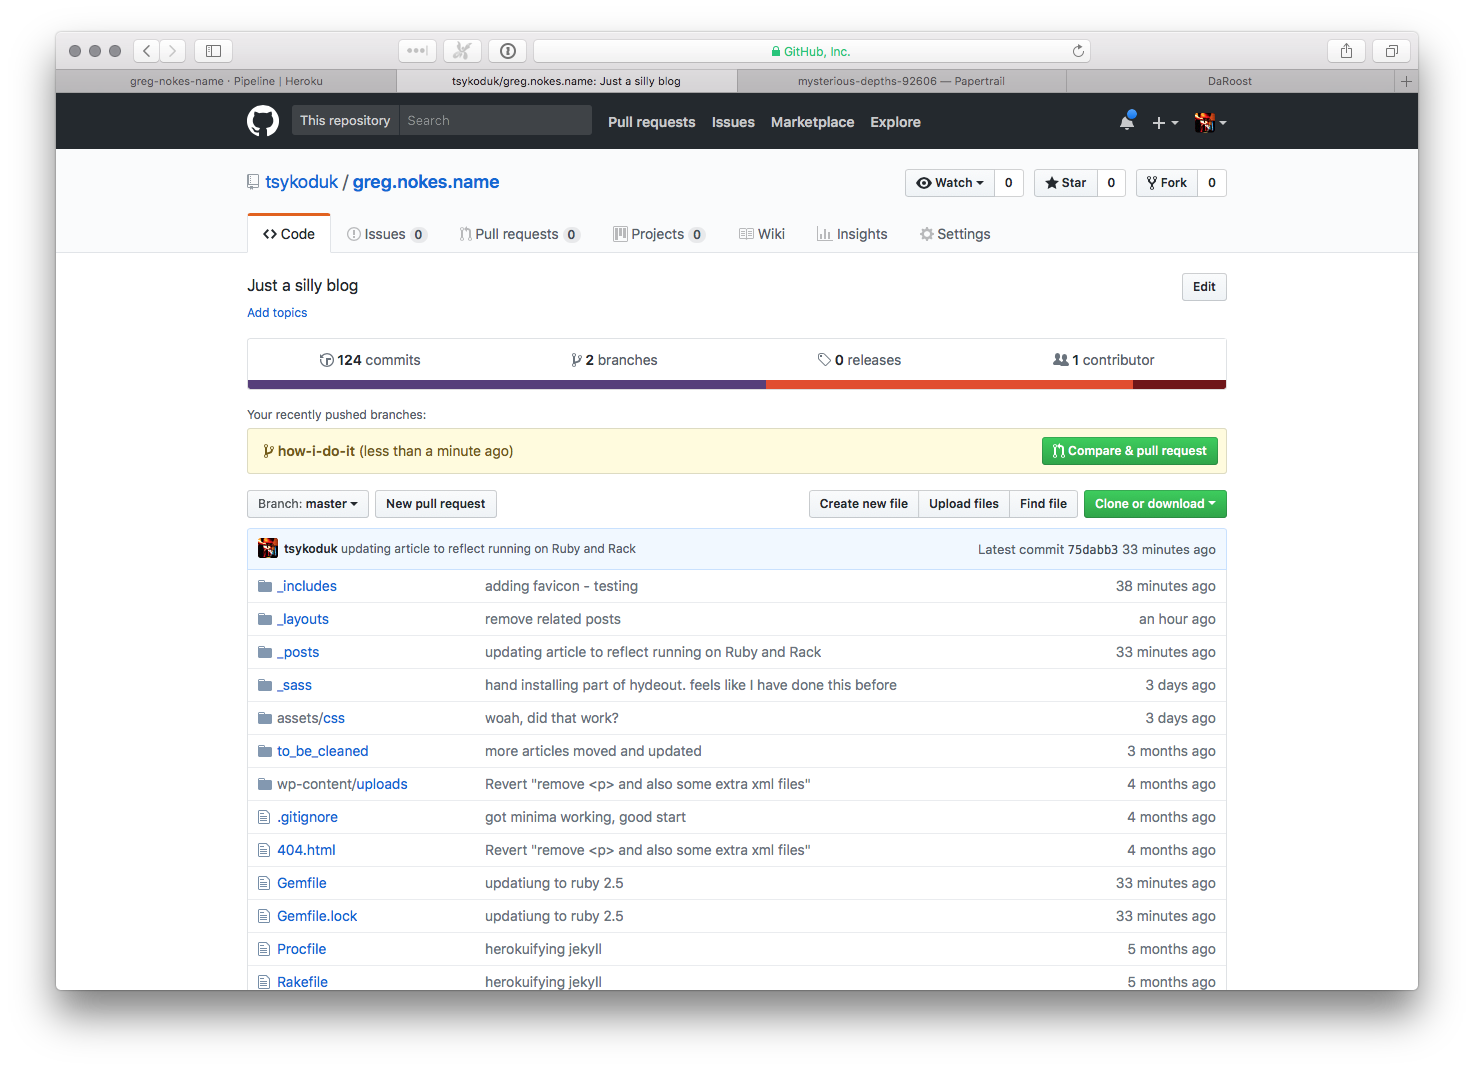 GitHub, Inc.
greg-nokes-name · Pipeline | Heroku
tsykoduk/greg.nokes.name: Just a silly blog
mysterious-depths-92606 — Papertrail
DaRoost
This repository Search Pull requests Issues Marketplace Explore
tsykoduk / greg.nokes.name Watch 0 Star 0 Fork 0
Code Issues 0 Pull requests 0 Projects 0 Wiki Insights Settings
Just a silly blog Edit
Add topics
124 commits 2 branches 0 releases 1 contributor
Your recently pushed branches:
how-i-do-it (less than a minute ago) Compare & pull request
Branch: master New pull request Create new file Upload files Find file Clone or download
tsykoduk updating article to reflect running on Ruby and Rack Latest commit 75dabb3 33 minutes ago
_includes adding favicon - testing 38 minutes ago
_layouts remove related posts an hour ago
_posts updating article to reflect running on Ruby and Rack 33 minutes ago
_sass hand installing part of hydeout. feels like I have done this before 3 days ago
assets/css woah, did that work? 3 days ago
to_be_cleaned more articles moved and updated 3 months ago
wp-content/uploads Revert "remove <p> and also some extra xml files" 4 months ago
.gitignore got minima working, good start 4 months ago
404.html Revert "remove <p> and also some extra xml files" 4 months ago
Gemfile updatiung to ruby 2.5 33 minutes ago
Gemfile.lock updatiung to ruby 2.5 33 minutes ago
Procfile herokuifying jekyll 5 months ago
Rakefile herokuifying jekyll 5 months ago